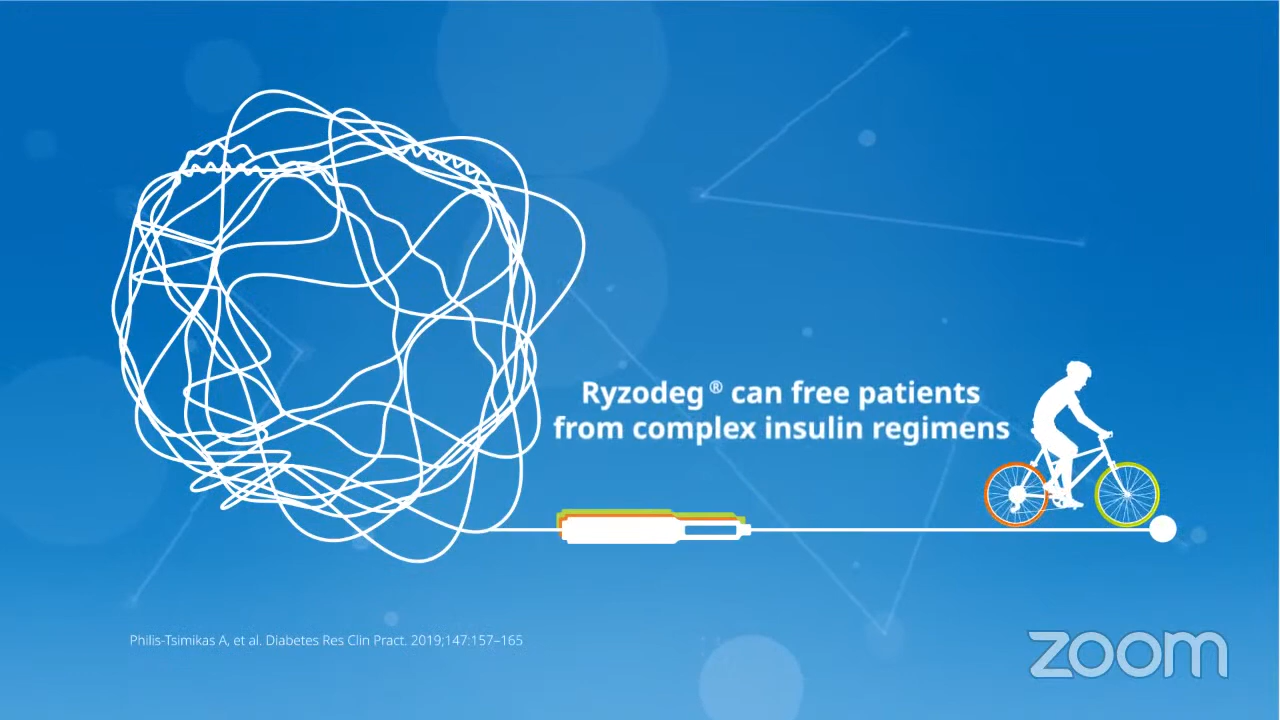 Ryzodeg® can free patients
from complex insulin regimens
Philis-Tsimikas A, et al. Diabetes Res Clin Pract. 2019;147:157–165
zoom